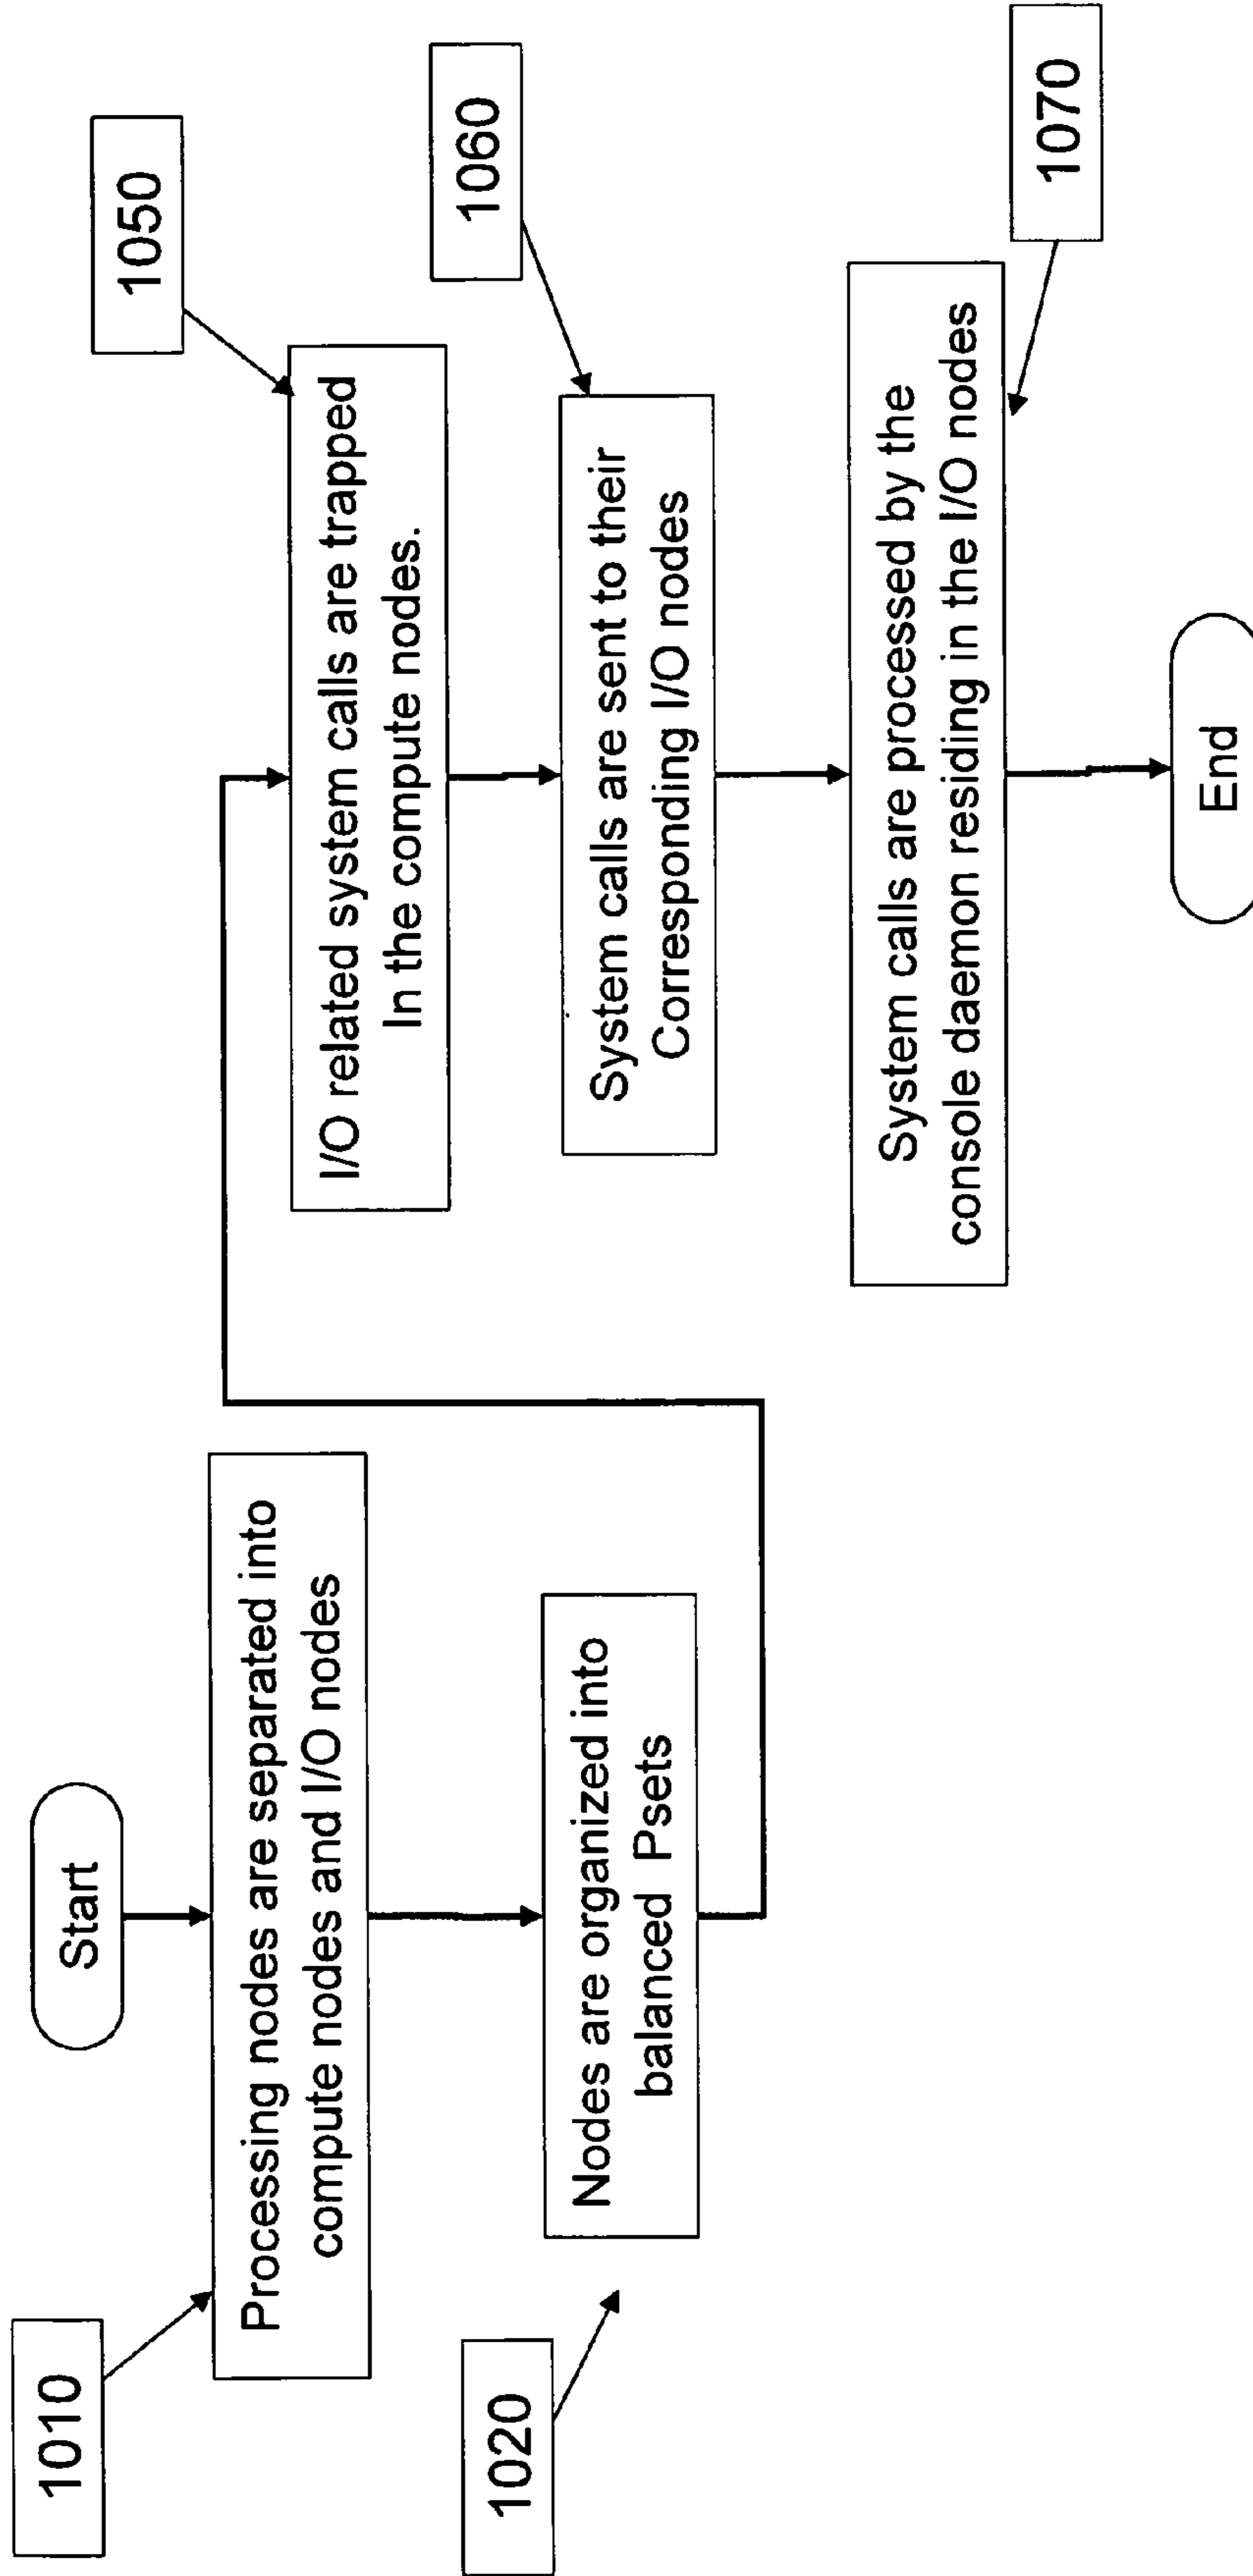 Start
1010
Processing nodes are separated into
compute nodes and I/O nodes
1020
Nodes are organized into
balanced Psets
1050
I/O related system calls are trapped
In the compute nodes.
1060
System calls are sent to their
Corresponding I/O nodes
System calls are processed by the
console daemon residing in the I/O nodes
1070
End